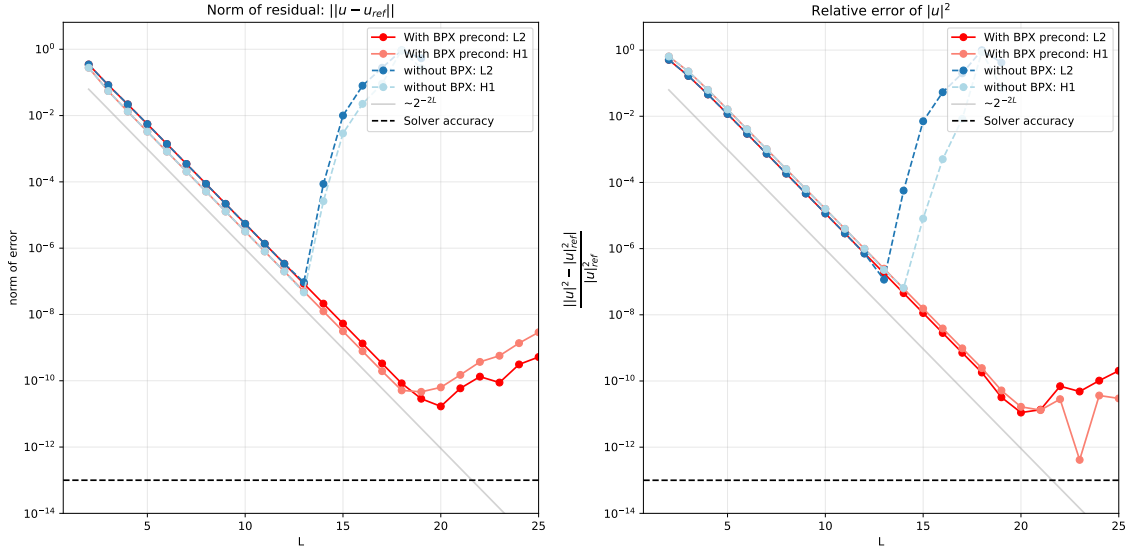 Norm of residual: ||u − u_ref||
10^0
10^−2
10^−4
10^−6
10^−8
10^−10
10^−12
10^−14
norm of error
5
10
15
20
25
L
With BPX precond: L2
With BPX precond: H1
without BPX: L2
without BPX: H1
~2^−2L
Solver accuracy
Relative error of |u|^2
10^0
10^−2
10^−4
10^−6
10^−8
10^−10
10^−12
10^−14
||u|^2 − |u|^2_ref|
|u|^2_ref
5
10
15
20
25
L
With BPX precond: L2
With BPX precond: H1
without BPX: L2
without BPX: H1
~2^−2L
Solver accuracy